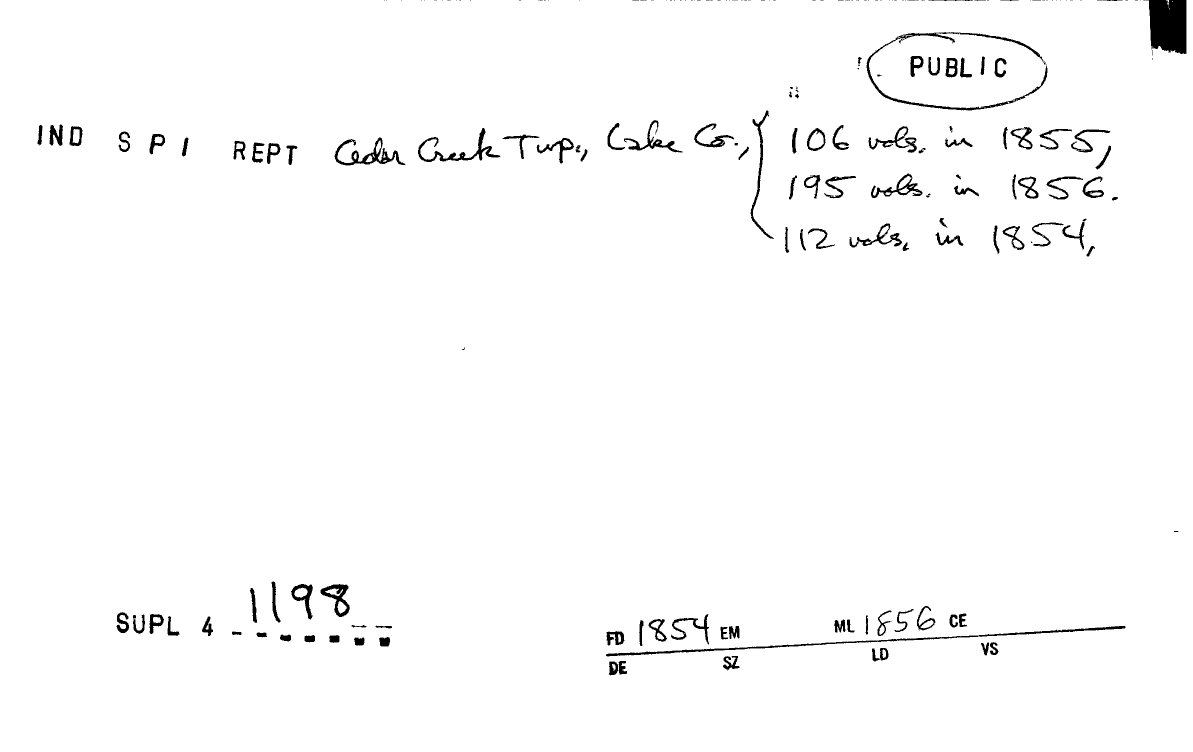 PUBLIC
IND S P I REPT Cedar Creek Twp., Lake Co., 106 vols. in 1855,
195 vols. in 1856.
112 vols. in 1854,
SUPL 4 1198
FD 1854 EM ML 1856 CE
DE SZ LD VS